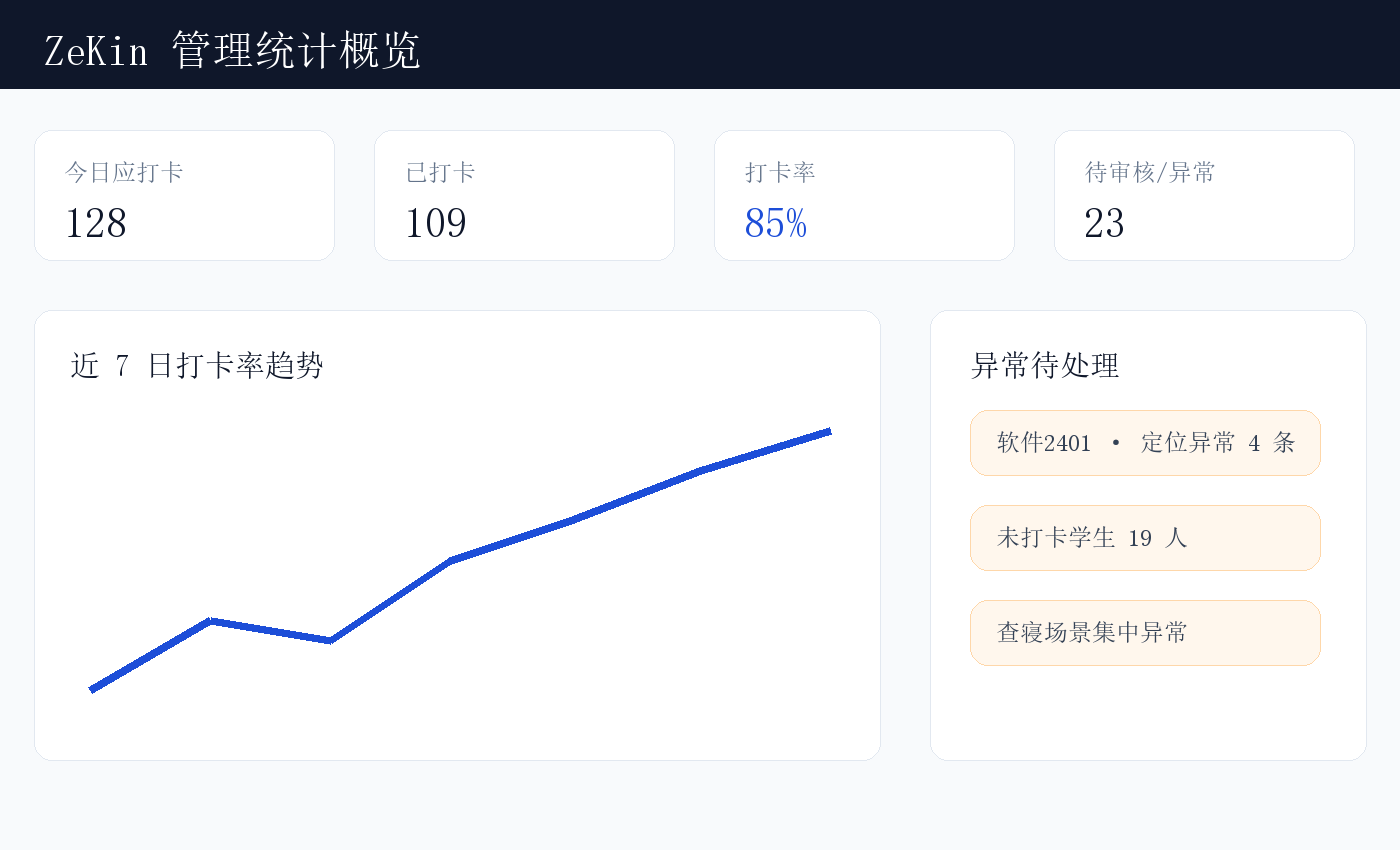 ZeKin 管理统计概览
今日应打卡
128
已打卡
109
打卡率
85%
待审核/异常
23
近 7 日打卡率趋势
异常待处理
软件2401 • 定位异常 4 条
未打卡学生 19 人
查寝场景集中异常